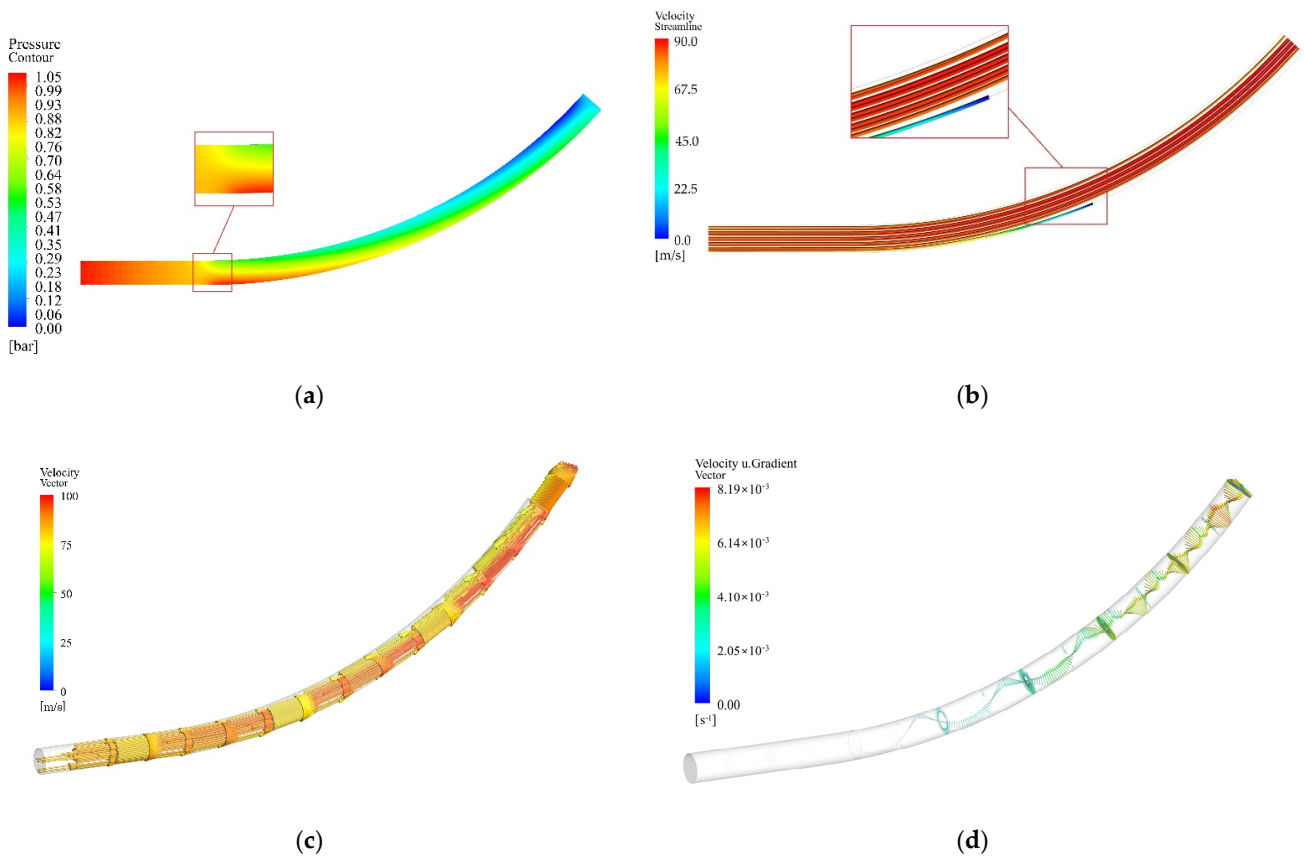 Pressure
Contour
1.05
0.99
0.93
0.88
0.82
0.76
0.70
0.64
0.58
0.53
0.47
0.41
0.35
0.29
0.23
0.18
0.12
0.06
0.00
[bar]
(a)
Velocity
Streamline
90.0
67.5
45.0
22.5
0.0
[m/s]
(b)
Velocity
Vector
100
75
50
25
0
[m/s]
(c)
Velocity u.Gradient
Vector
8.19×10⁻³
6.14×10⁻³
4.10×10⁻³
2.05×10⁻³
0.00
[s⁻¹]
(d)